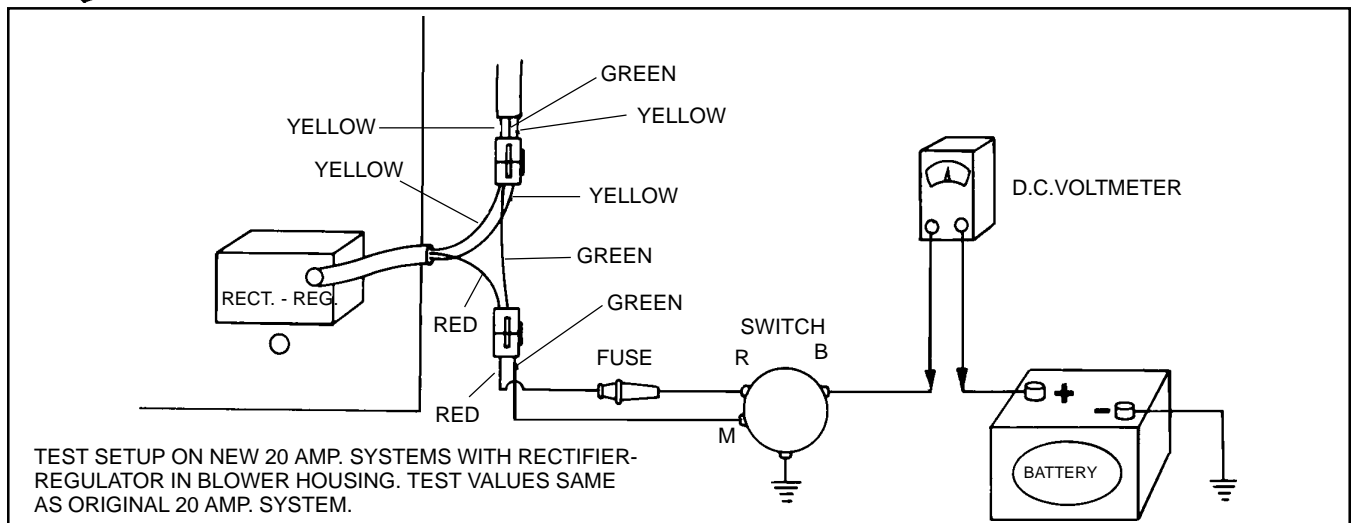 GREEN
YELLOW
YELLOW
YELLOW
YELLOW
D.C.VOLTMETER
GREEN
RECT. - REG.
GREEN
RED
SWITCH
FUSE
R
B
+
-
RED
M
BATTERY
TEST SETUP ON NEW 20 AMP. SYSTEMS WITH RECTIFIER-
REGULATOR IN BLOWER HOUSING. TEST VALUES SAME
AS ORIGINAL 20 AMP. SYSTEM.